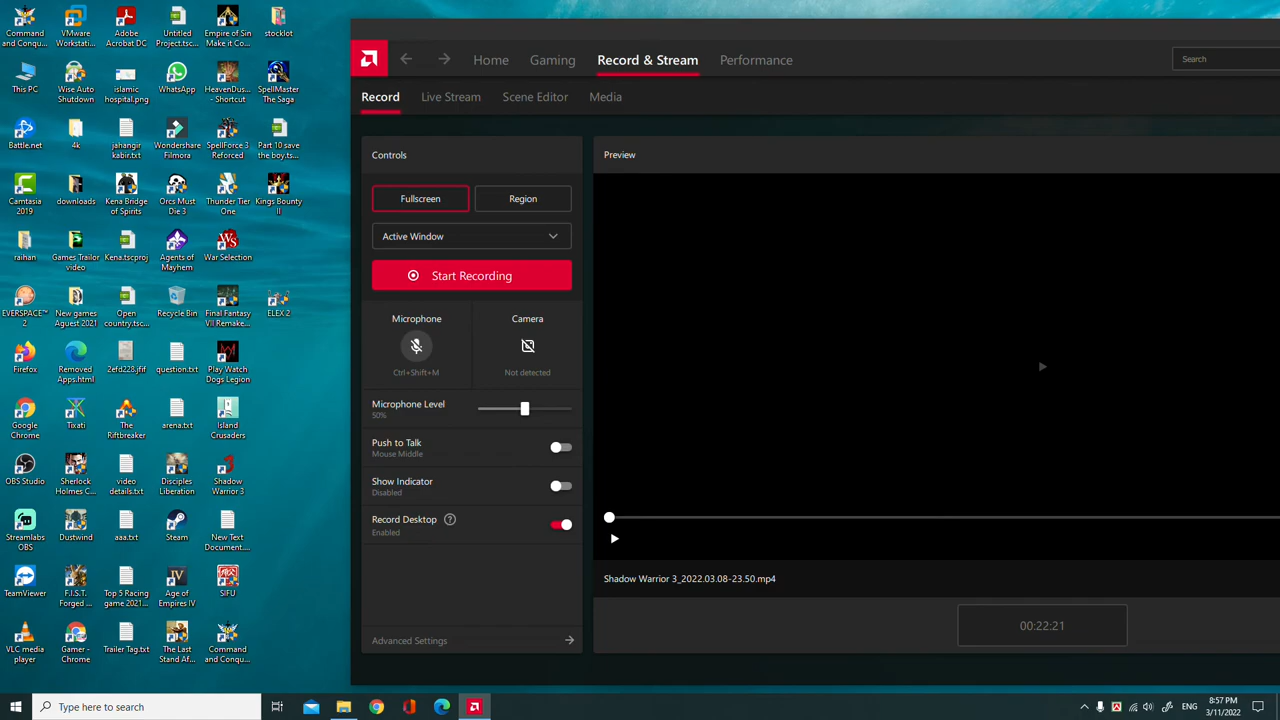 Command
and Conqu...
VMware
Workstati...
Adobe
Acrobat DC
Untitled
Project.tsc...
Empire of Sin
Make it Co...
stocklot
This PC
Wise Auto
Shutdown
islamic
hospital.png
WhatsApp
HeavenDus...
- Shortcut
SpellMaster
The Saga
Battle.net
4k
jahangir
kabir.txt
Wondershare
Filmora
SpellForce 3
Reforced
Part 10 save
the boy.ts...
Camtasia
2019
downloads
Kena Bridge
of Spirits
Orcs Must
Die 3
Thunder Tier
One
Kings Bounty
II
raihan
Games Trailor
video
Kena.tscproj
Agents of
Mayhem
War Selection
EVERSPACE™
2
New games
Aguest 2021
Open
country.tsc...
Recycle Bin
Final Fantasy
VII Remake...
ELEX 2
Firefox
Removed
Apps.html
2efd228.jfif
question.txt
Play Watch
Dogs Legion
Google
Chrome
Tixati
The
Riftbreaker
arena.txt
Island
Crusaders
OBS Studio
Sherlock
Holmes C...
video
details.txt
Disciples
Liberation
Shadow
Warrior 3
Streamlabs
OBS
Dustwind
aaa.txt
Steam
New Text
Document....
TeamViewer
F.I.S.T.
Forged ...
Top 5 Racing
game 2021...
Age of
Empires IV
SIFU
VLC media
player
Gamer -
Chrome
Trailer Tag.txt
The Last
Stand Af...
Command
and Conqu...
Home
Gaming
Record & Stream
Performance
Search
Record
Live Stream
Scene Editor
Media
Controls
Fullscreen
Region
Active Window
Start Recording
Microphone
Camera
Ctrl+Shift+M
Not detected
Microphone Level
50%
Push to Talk
Mouse Middle
Show Indicator
Disabled
Record Desktop
Enabled
Advanced Settings
Preview
Shadow Warrior 3_2022.03.08-23.50.mp4
00:22:21
Type here to search
ENG
8:57 PM
3/11/2022